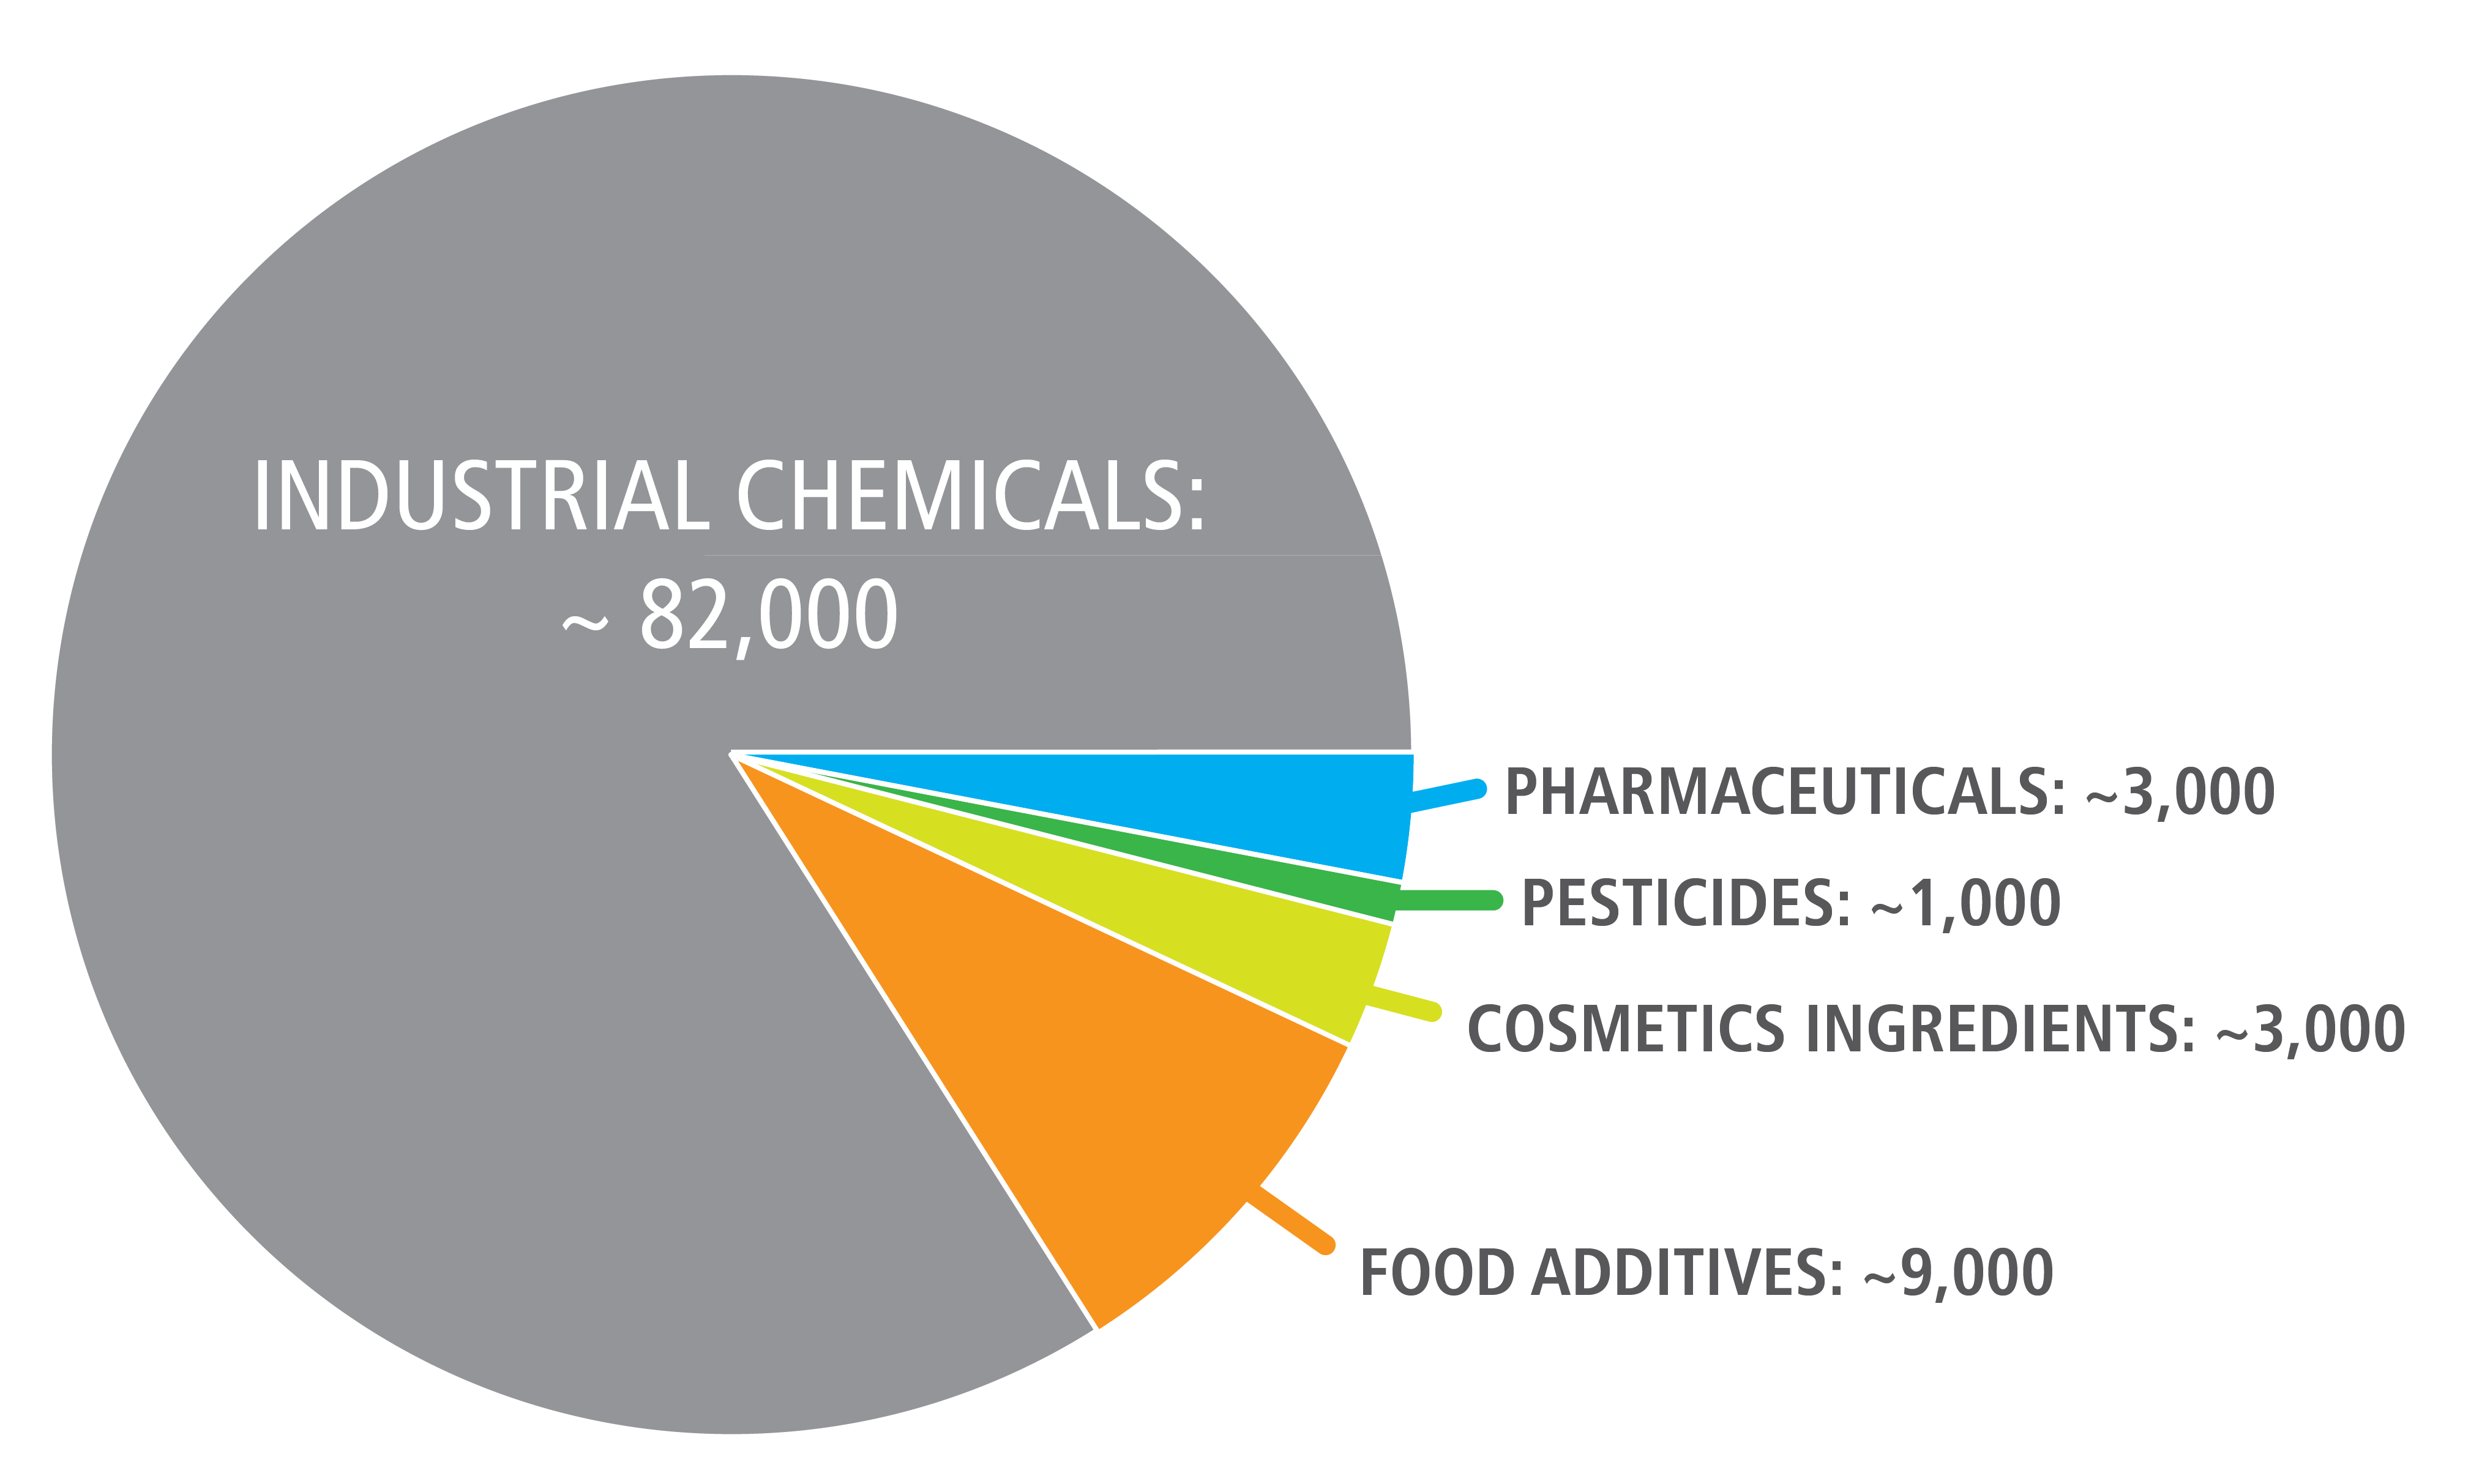 INDUSTRIAL CHEMICALS:
~ 82,000
PHARMACEUTICALS: ~3,000
PESTICIDES: ~1,000
COSMETICS INGREDIENTS: ~3,000
FOOD ADDITIVES: ~9,000